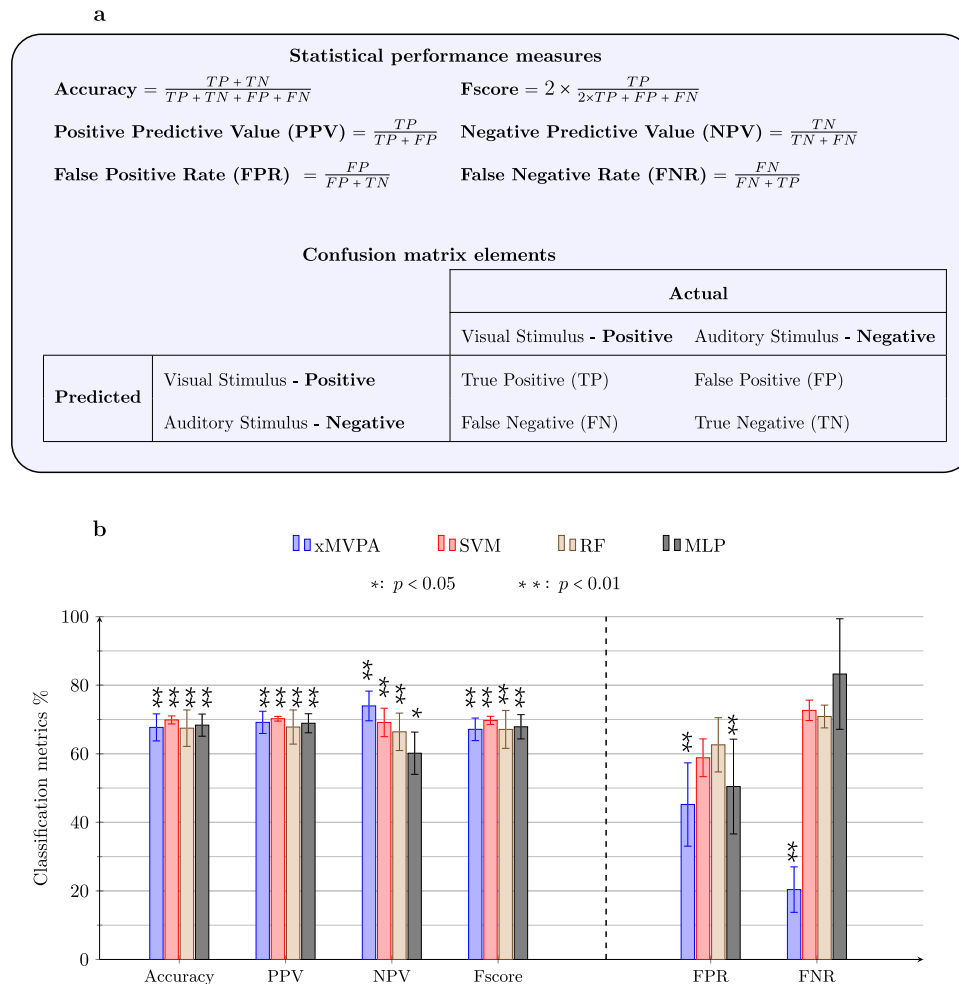 a
Statistical performance measures
Accuracy = TP + TN / TP + TN + FP + FN
Fscore = 2 × TP / 2×TP + FP + FN
Positive Predictive Value (PPV) = TP / TP + FP
Negative Predictive Value (NPV) = TN / TN + FN
False Positive Rate (FPR) = FP / FP + TN
False Negative Rate (FNR) = FN / FN + TP
Confusion matrix elements
Actual
Visual Stimulus - Positive Auditory Stimulus - Negative
Predicted
Visual Stimulus - Positive True Positive (TP) False Positive (FP)
Auditory Stimulus - Negative False Negative (FN) True Negative (TN)
b
xMVPA SVM RF MLP
*: p < 0.05 * * : p < 0.01
Classification metrics %
100
80
60
40
20
0
** ** ** ** ** ** ** ** ** ** ** * ** ** ** ** ** ** **
Accuracy PPV NPV Fscore FPR FNR